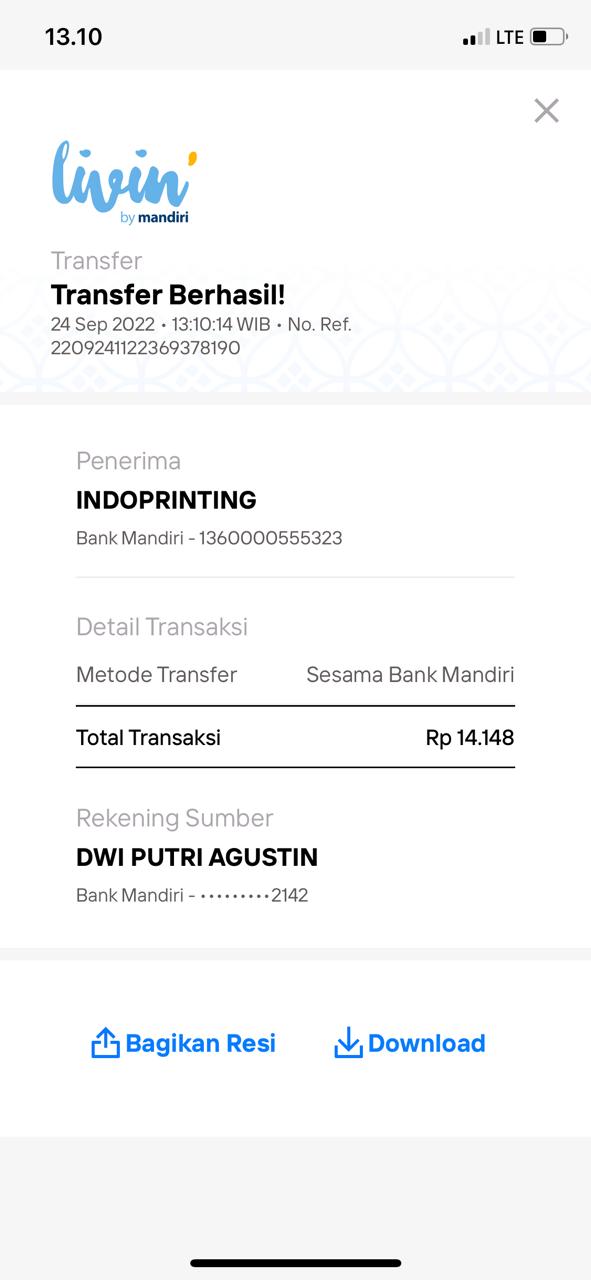 13.10
LTE
livin'
by mandiri
Transfer
Transfer Berhasil!
24 Sep 2022 • 13:10:14 WIB • No. Ref.
2209241122369378190
Penerima
INDOPRINTING
Bank Mandiri - 1360000555323
Detail Transaksi
Metode Transfer Sesama Bank Mandiri
Total Transaksi Rp 14.148
Rekening Sumber
DWI PUTRI AGUSTIN
Bank Mandiri - •••••••••2142
Bagikan Resi Download